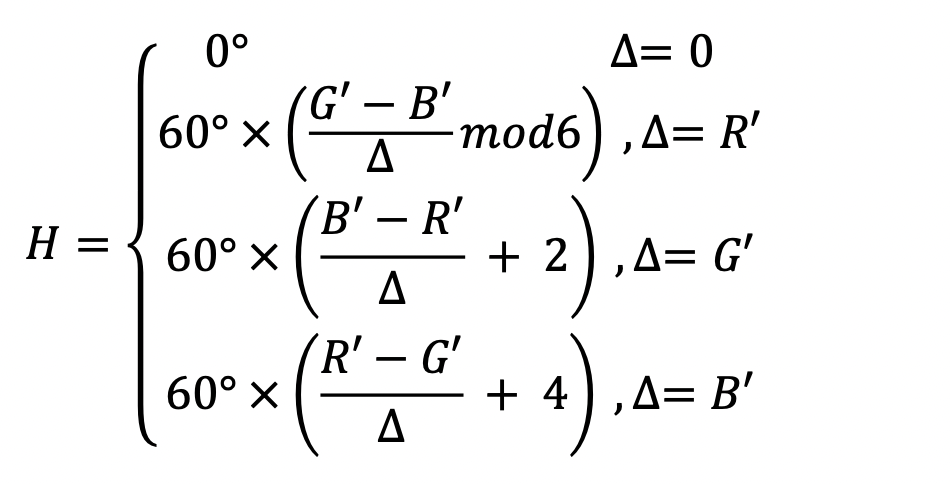 H = { 0° Δ= 0
60° × ( (G′ − B′)/Δ mod6 ) , Δ= R′
60° × ( (B′ − R′)/Δ + 2 ) , Δ= G′
60° × ( (R′ − G′)/Δ + 4 ) , Δ= B′